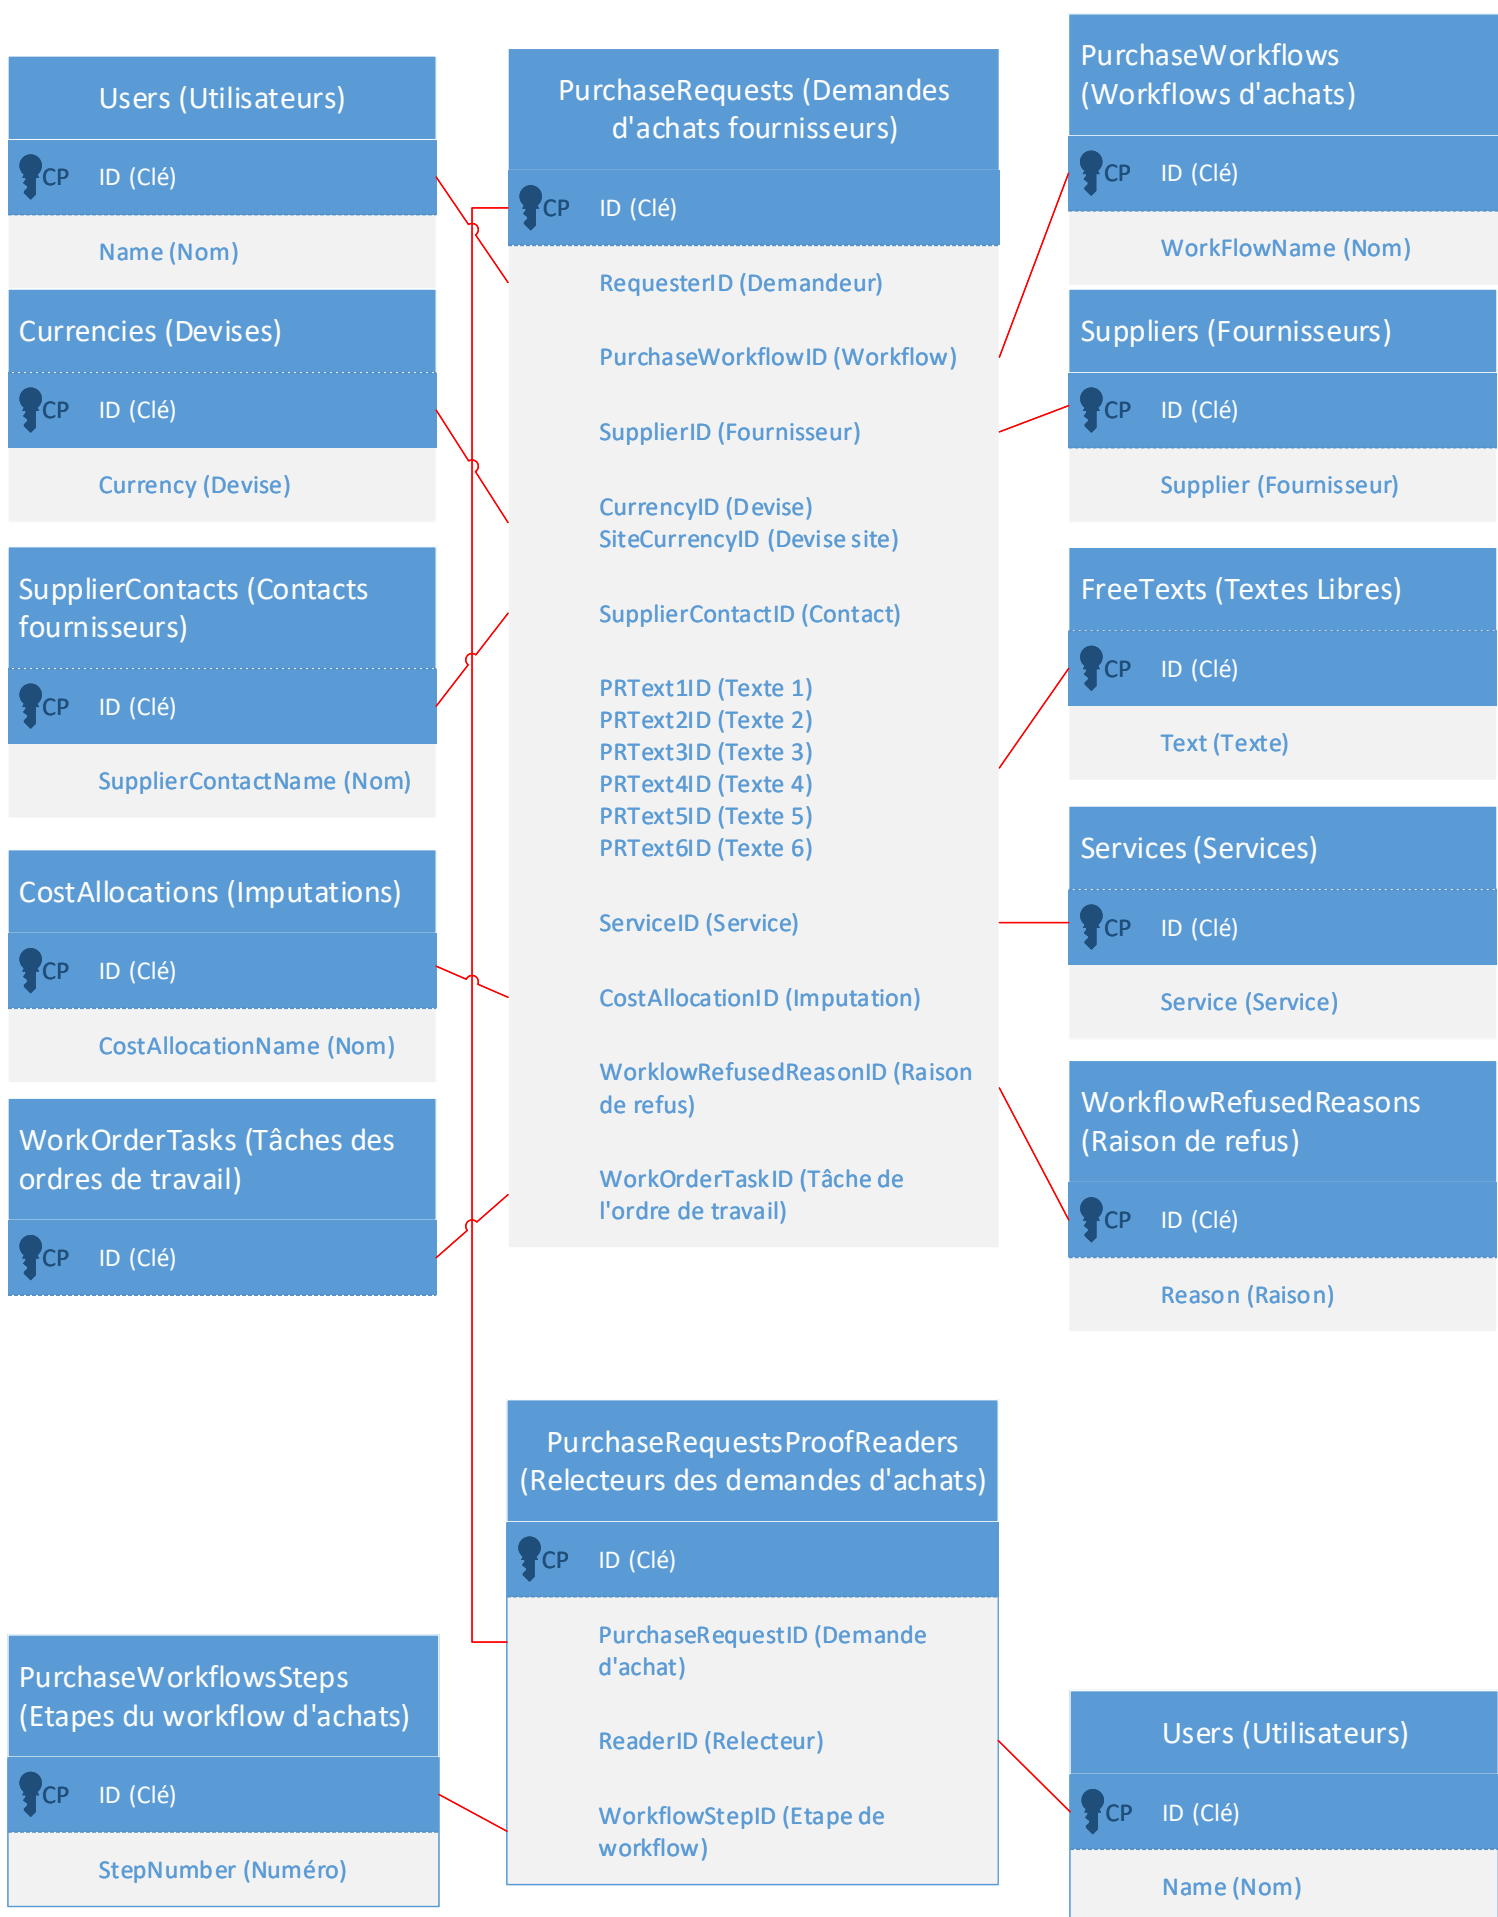 Users (Utilisateurs)
CP ID (Clé)
Name (Nom)
Currencies (Devises)
CP ID (Clé)
Currency (Devise)
SupplierContacts (Contacts
fournisseurs)
CP ID (Clé)
SupplierContactName (Nom)
CostAllocations (Imputations)
CP ID (Clé)
CostAllocationName (Nom)
WorkOrderTasks (Tâches des
ordres de travail)
CP ID (Clé)
PurchaseRequests (Demandes
d'achats fournisseurs)
CP ID (Clé)
RequesterID (Demandeur)
PurchaseWorkflowID (Workflow)
SupplierID (Fournisseur)
CurrencyID (Devise)
SiteCurrencyID (Devise site)
SupplierContactID (Contact)
PRText1ID (Texte 1)
PRText2ID (Texte 2)
PRText3ID (Texte 3)
PRText4ID (Texte 4)
PRText5ID (Texte 5)
PRText6ID (Texte 6)
ServiceID (Service)
CostAllocationID (Imputation)
WorklowRefusedReasonID (Raison
de refus)
WorkOrderTaskID (Tâche de
l'ordre de travail)
PurchaseWorkflows
(Workflows d'achats)
CP ID (Clé)
WorkFlowName (Nom)
Suppliers (Fournisseurs)
CP ID (Clé)
Supplier (Fournisseur)
FreeTexts (Textes Libres)
CP ID (Clé)
Text (Texte)
Services (Services)
CP ID (Clé)
Service (Service)
WorkflowRefusedReasons
(Raison de refus)
CP ID (Clé)
Reason (Raison)
PurchaseRequestsProofReaders
(Relecteurs des demandes d'achats)
CP ID (Clé)
PurchaseRequestID (Demande
d'achat)
ReaderID (Relecteur)
WorkflowStepID (Etape de
workflow)
PurchaseWorkflowsSteps
(Etapes du workflow d'achats)
CP ID (Clé)
StepNumber (Numéro)
Users (Utilisateurs)
CP ID (Clé)
Name (Nom)